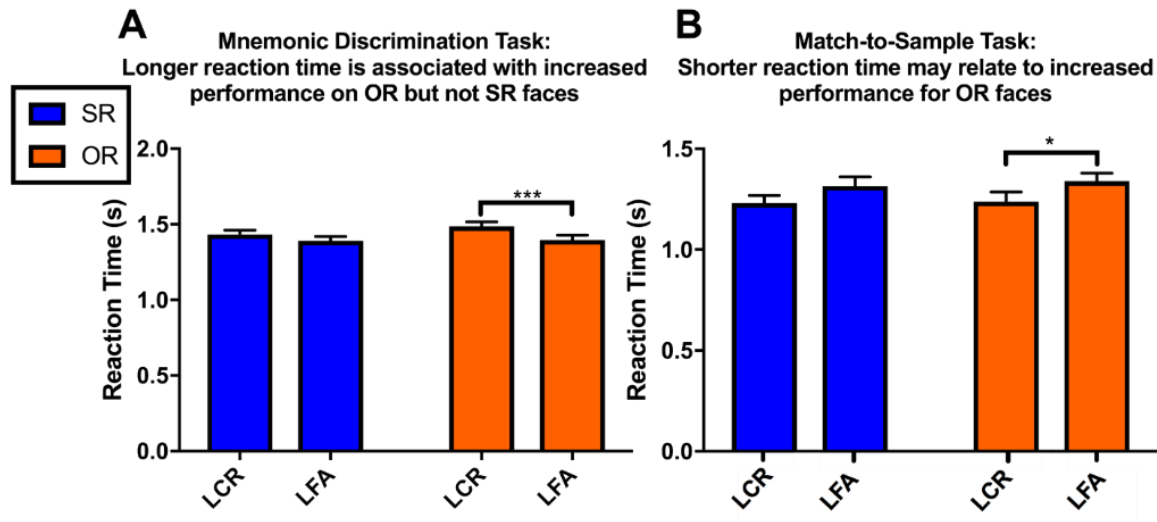 A
Mnemonic Discrimination Task:
Longer reaction time is associated with increased
performance on OR but not SR faces
SR
OR
Reaction Time (s)
2.0
1.5
1.0
0.5
0.0
***
LCR
LFA
LCR
LFA
B
Match-to-Sample Task:
Shorter reaction time may relate to increased
performance for OR faces
Reaction Time (s)
1.5
1.0
0.5
0.0
*
LCR
LFA
LCR
LFA